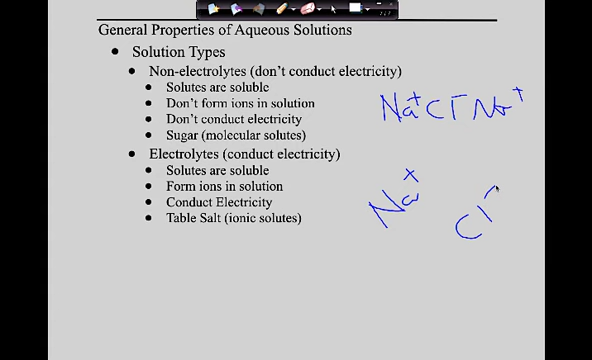 General Properties of Aqueous Solutions
• Solution Types
• Non-electrolytes (don't conduct electricity)
• Solutes are soluble
• Don't form ions in solution
• Don't conduct electricity
• Sugar (molecular solutes)
• Electrolytes (conduct electricity)
• Solutes are soluble
• Form ions in solution
• Conduct Electricity
• Table Salt (ionic solutes)
Na⁺ Cl⁻ Na⁺
Na⁺ Cl⁻